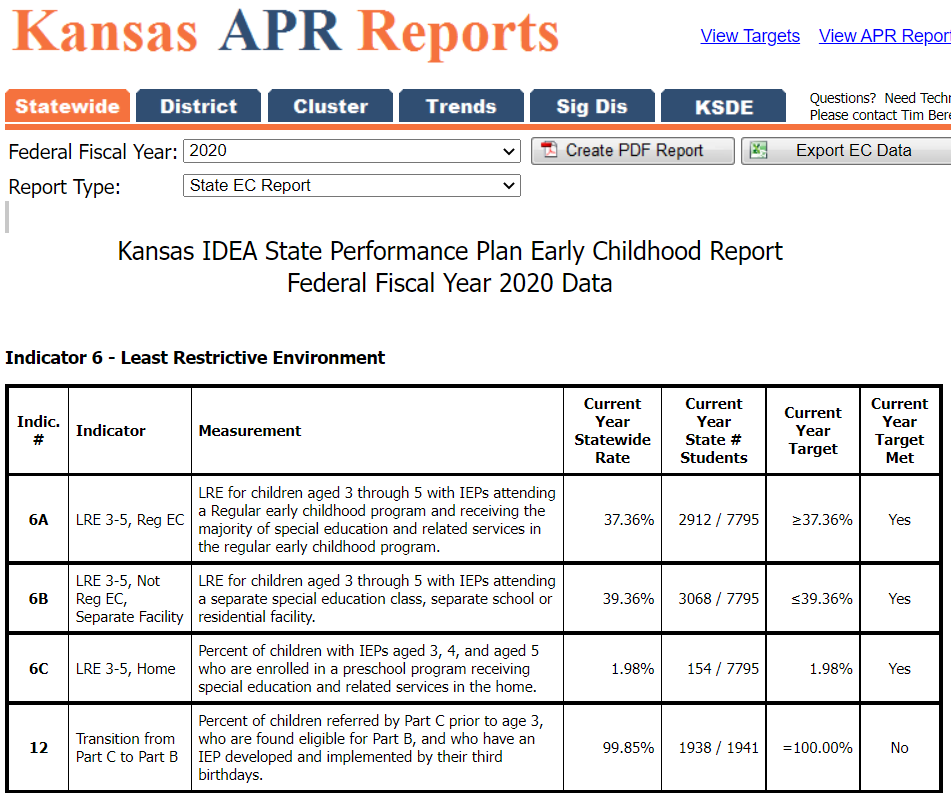 Kansas APR Reports
View Targets View APR Report
Statewide District Cluster Trends Sig Dis KSDE
Questions? Need Techn
Please contact Tim Bere
Federal Fiscal Year: 2020 Create PDF Report Export EC Data
Report Type: State EC Report
Kansas IDEA State Performance Plan Early Childhood Report
Federal Fiscal Year 2020 Data
Indicator 6 - Least Restrictive Environment
Indic.
#
Indicator
Measurement
Current
Year
Statewide
Rate
Current
Year
State #
Students
Current
Year
Target
Current
Year
Target
Met
6A
LRE 3-5, Reg EC
LRE for children aged 3 through 5 with IEPs attending
a Regular early childhood program and receiving the
majority of special education and related services in
the regular early childhood program.
37.36%
2912 / 7795
≥37.36%
Yes
6B
LRE 3-5, Not
Reg EC,
Separate Facility
LRE for children aged 3 through 5 with IEPs attending
a separate special education class, separate school or
residential facility.
39.36%
3068 / 7795
≤39.36%
Yes
6C
LRE 3-5, Home
Percent of children with IEPs aged 3, 4, and aged 5
who are enrolled in a preschool program receiving
special education and related services in the home.
1.98%
154 / 7795
1.98%
Yes
12
Transition from
Part C to Part B
Percent of children referred by Part C prior to age 3,
who are found eligible for Part B, and who have an
IEP developed and implemented by their third
birthdays.
99.85%
1938 / 1941
=100.00%
No